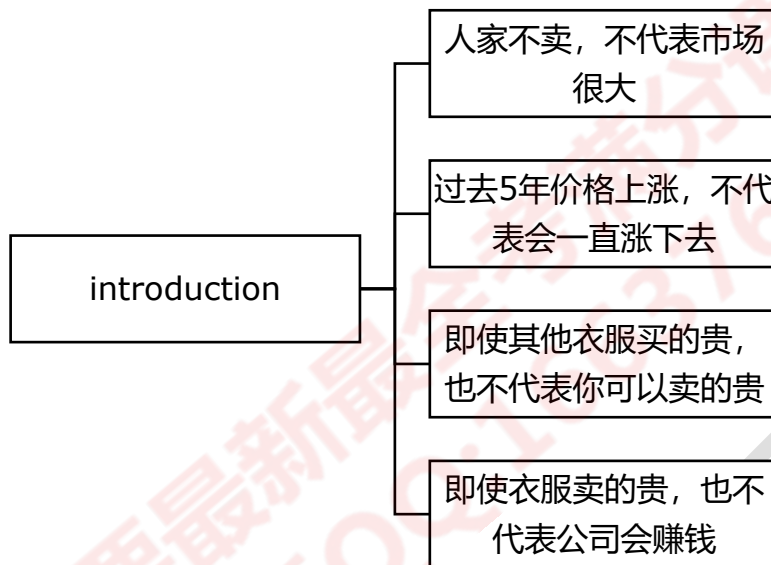 人家不卖，不代表市场
很大
过去5年价格上涨，不代
表会一直涨下去
introduction
即使其他衣服买的贵，
也不代表你可以卖的贵
即使衣服卖的贵，也不
代表公司会赚钱